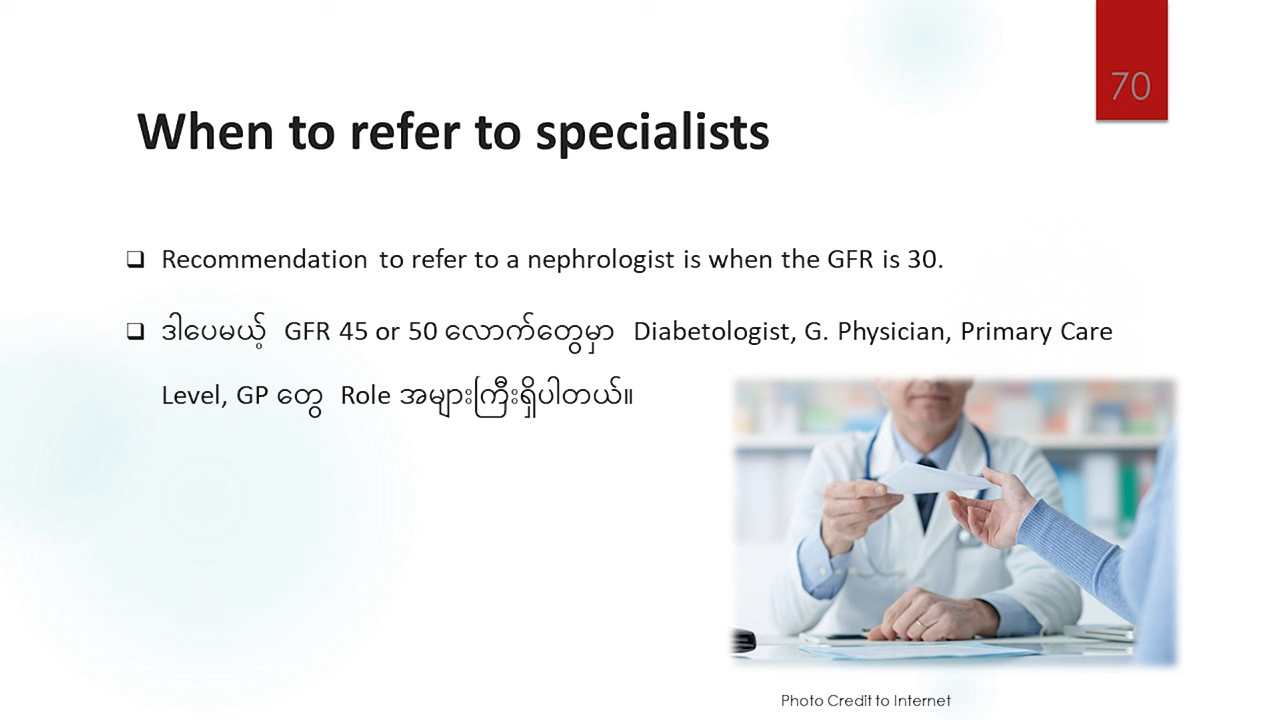 70
When to refer to specialists
❑ Recommendation to refer to a nephrologist is when the GFR is 30.
❑ ဒါပေမယ့် GFR 45 or 50 လောက်တွေမှာ Diabetologist, G. Physician, Primary Care
Level, GP တွေ Role အများကြီးရှိပါတယ်။
Photo Credit to Internet